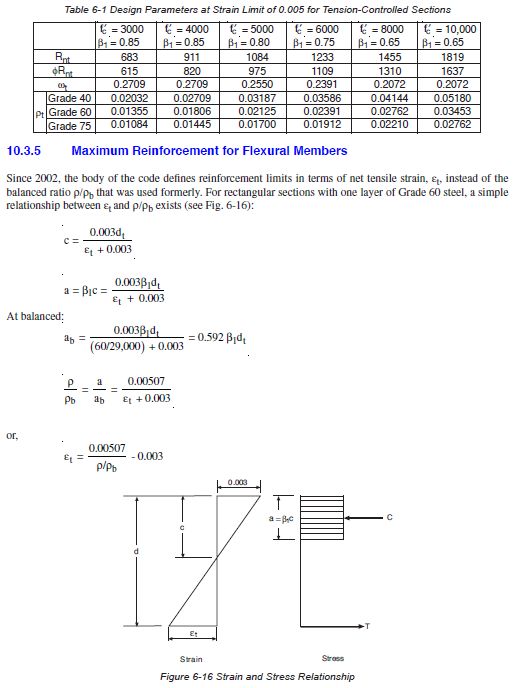 Table 6-1 Design Parameters at Strain Limit of 0.005 for Tension-Controlled Sections
f′c = 3000 f′c = 4000 f′c = 5000 f′c = 6000 f′c = 8000 f′c = 10,000
β1 = 0.85 β1 = 0.85 β1 = 0.80 β1 = 0.75 β1 = 0.65 β1 = 0.65
Rnt 683 911 1084 1233 1455 1819
ϕRnt 615 820 975 1109 1310 1637
ωt 0.2709 0.2709 0.2550 0.2391 0.2072 0.2072
ρt Grade 40 0.02032 0.02709 0.03187 0.03586 0.04144 0.05180
Grade 60 0.01355 0.01806 0.02125 0.02391 0.02762 0.03453
Grade 75 0.01084 0.01445 0.01700 0.01912 0.02210 0.02762
10.3.5 Maximum Reinforcement for Flexural Members
Since 2002, the body of the code defines reinforcement limits in terms of net tensile strain, εt, instead of the
balanced ratio ρ/ρb that was used formerly. For rectangular sections with one layer of Grade 60 steel, a simple
relationship between εt and ρ/ρb exists (see Fig. 6-16):
c = 0.003dt / εt + 0.003
a = β1c = 0.003β1dt / εt + 0.003
At balanced:
ab = 0.003β1dt / (60/29,000) + 0.003 = 0.592 β1dt
ρ / ρb = a / ab = 0.00507 / εt + 0.003
or,
εt = 0.00507 / ρ/ρb - 0.003
0.003
a = β1c
C
c
d
T
εt
Strain Stress
Figure 6-16 Strain and Stress Relationship